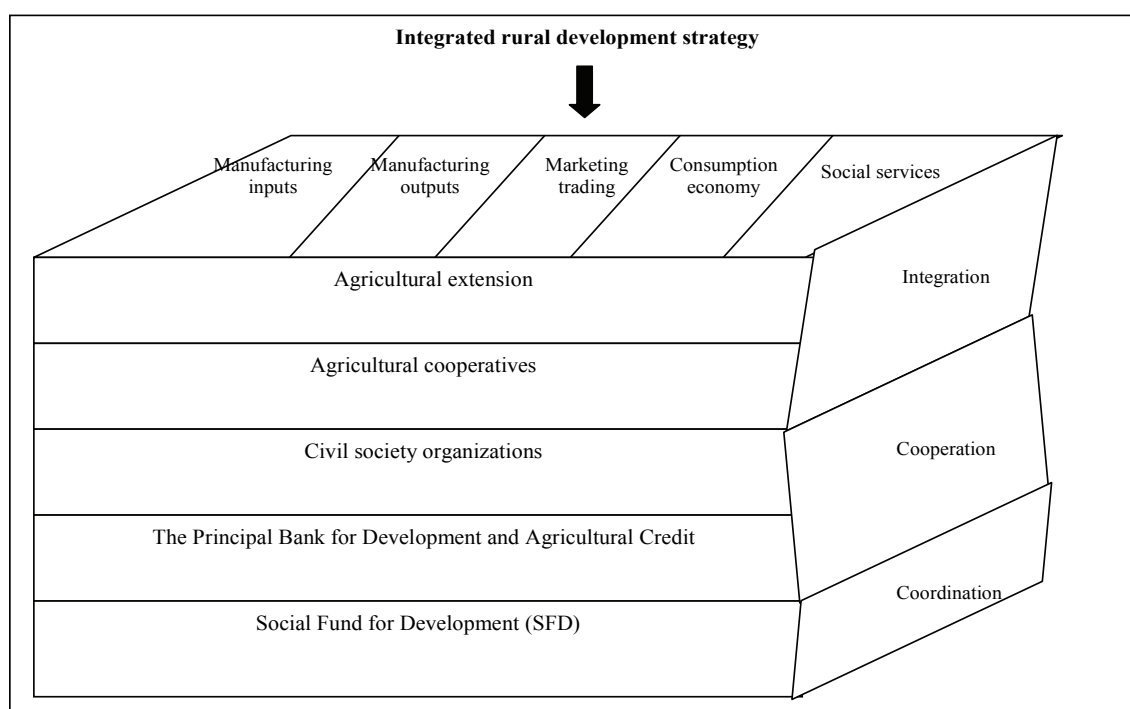 Integrated rural development strategy
Manufacturing
inputs
Manufacturing
outputs
Marketing
trading
Consumption
economy
Social services
Agricultural extension
Integration
Agricultural cooperatives
Civil society organizations
Cooperation
The Principal Bank for Development and Agricultural Credit
Coordination
Social Fund for Development (SFD)